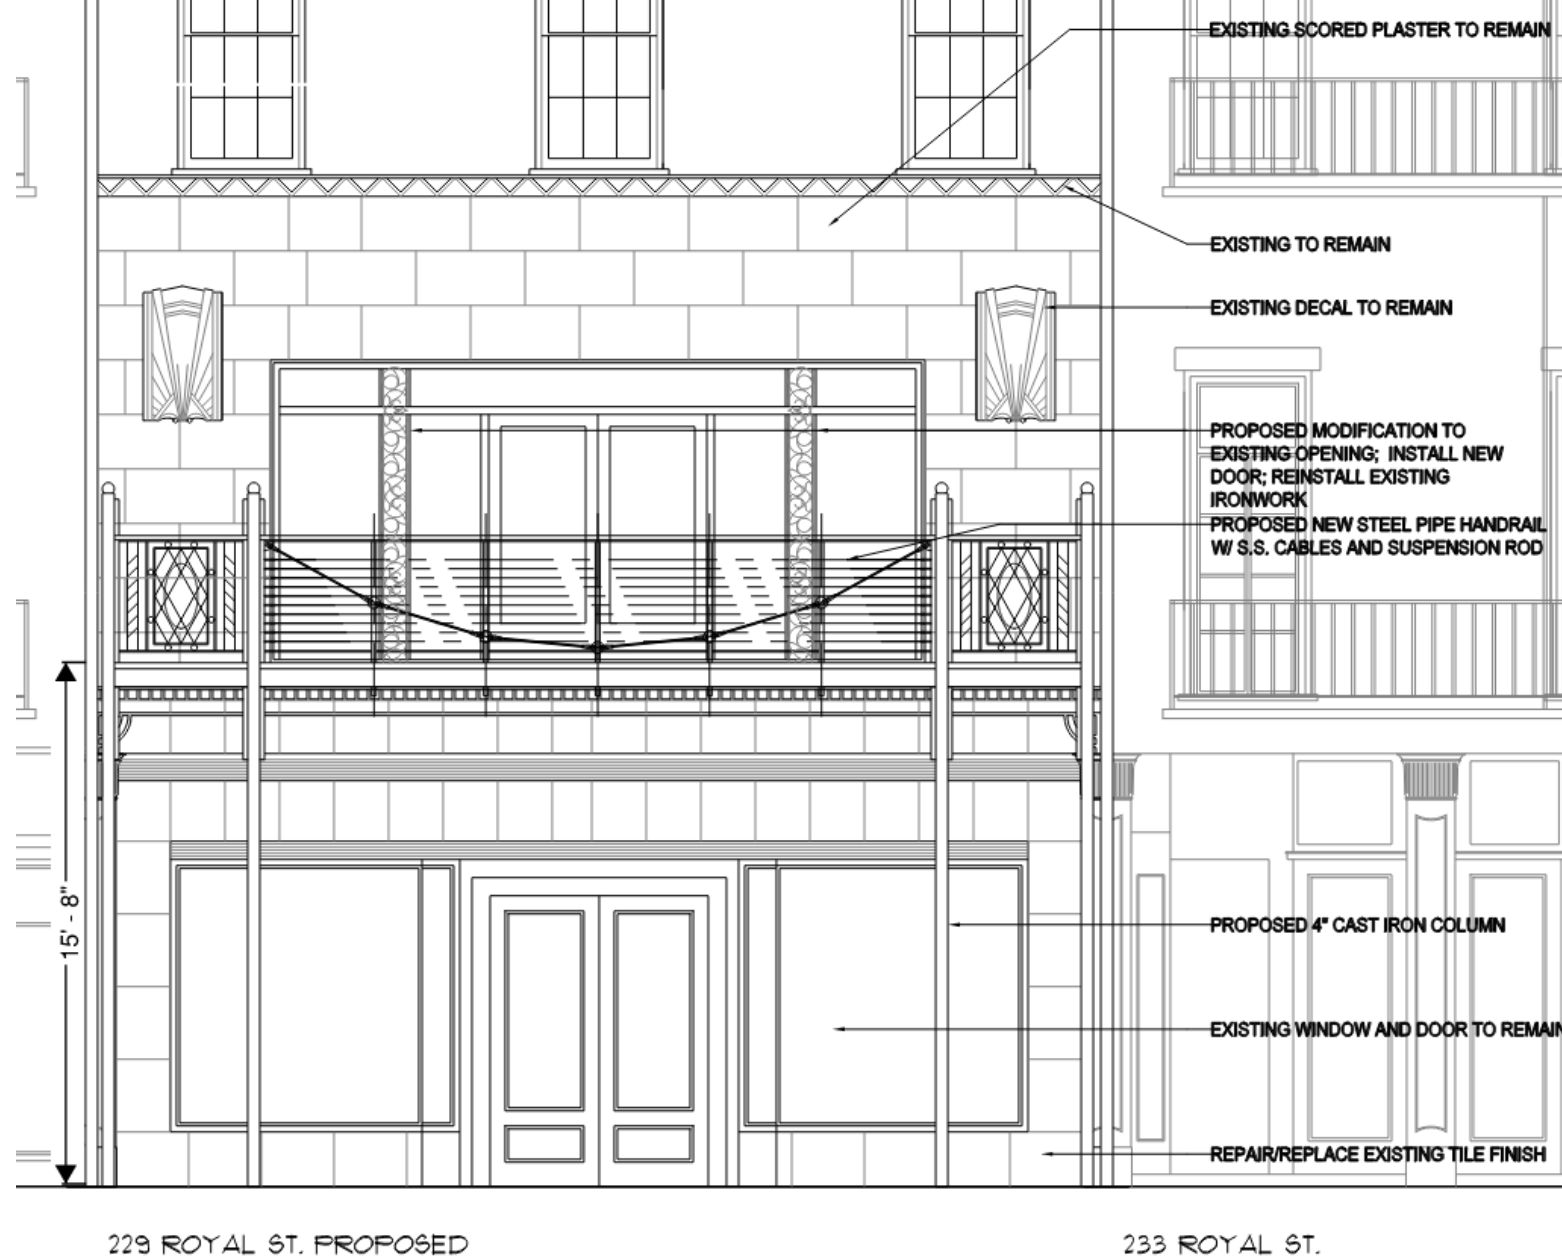 EXISTING SCORED PLASTER TO REMAIN
EXISTING TO REMAIN
EXISTING DECAL TO REMAIN
PROPOSED MODIFICATION TO
EXISTING OPENING; INSTALL NEW
DOOR; REINSTALL EXISTING
IRONWORK
PROPOSED NEW STEEL PIPE HANDRAIL
W/ S.S. CABLES AND SUSPENSION ROD
15' - 8"
PROPOSED 4" CAST IRON COLUMN
EXISTING WINDOW AND DOOR TO REMAIN
REPAIR/REPLACE EXISTING TILE FINISH
229 ROYAL ST. PROPOSED
233 ROYAL ST.